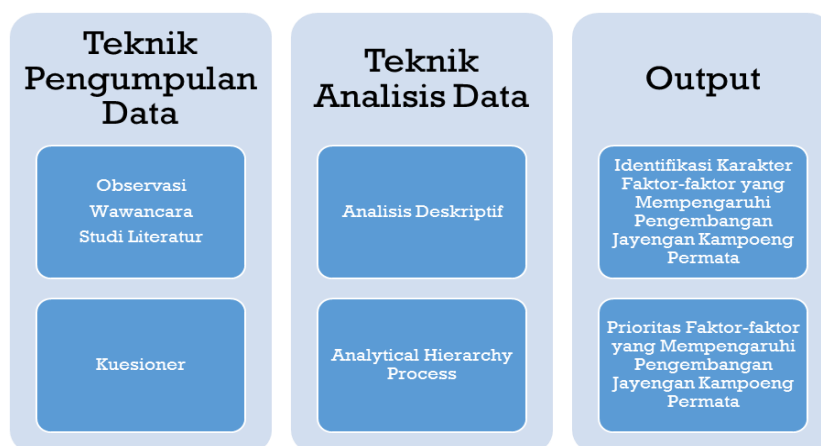 Teknik
Pengumpulan
Data
Observasi
Wawancara
Studi Literatur
Kuesioner
Teknik
Analisis Data
Analisis Deskriptif
Analytical Hierarchy
Process
Output
Identifikasi Karakter
Faktor-faktor yang
Mempengaruhi
Pengembangan
Jayengan Kampoeng
Permata
Prioritas Faktor-faktor
yang Mempengaruhi
Pengembangan
Jayengan Kampoeng
Permata